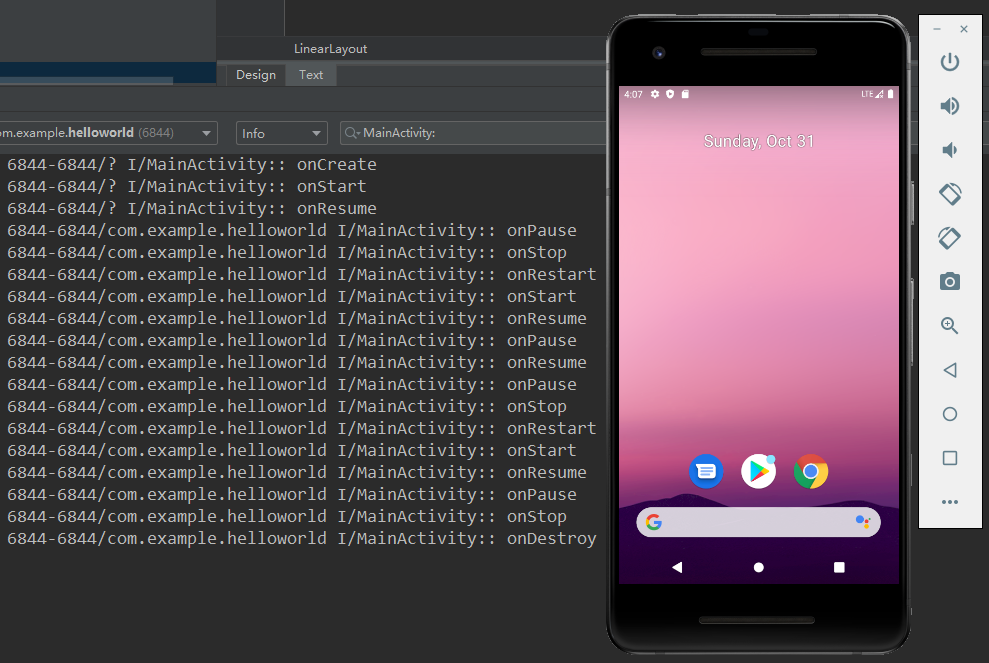 LinearLayout
Design Text
om.example.helloworld (6844) Info MainActivity:
6844-6844/? I/MainActivity:: onCreate
6844-6844/? I/MainActivity:: onStart
6844-6844/? I/MainActivity:: onResume
6844-6844/com.example.helloworld I/MainActivity:: onPause
6844-6844/com.example.helloworld I/MainActivity:: onStop
6844-6844/com.example.helloworld I/MainActivity:: onRestart
6844-6844/com.example.helloworld I/MainActivity:: onStart
6844-6844/com.example.helloworld I/MainActivity:: onResume
6844-6844/com.example.helloworld I/MainActivity:: onPause
6844-6844/com.example.helloworld I/MainActivity:: onResume
6844-6844/com.example.helloworld I/MainActivity:: onPause
6844-6844/com.example.helloworld I/MainActivity:: onStop
6844-6844/com.example.helloworld I/MainActivity:: onRestart
6844-6844/com.example.helloworld I/MainActivity:: onStart
6844-6844/com.example.helloworld I/MainActivity:: onResume
6844-6844/com.example.helloworld I/MainActivity:: onPause
6844-6844/com.example.helloworld I/MainActivity:: onStop
6844-6844/com.example.helloworld I/MainActivity:: onDestroy
4:07 LTE
Sunday, Oct 31